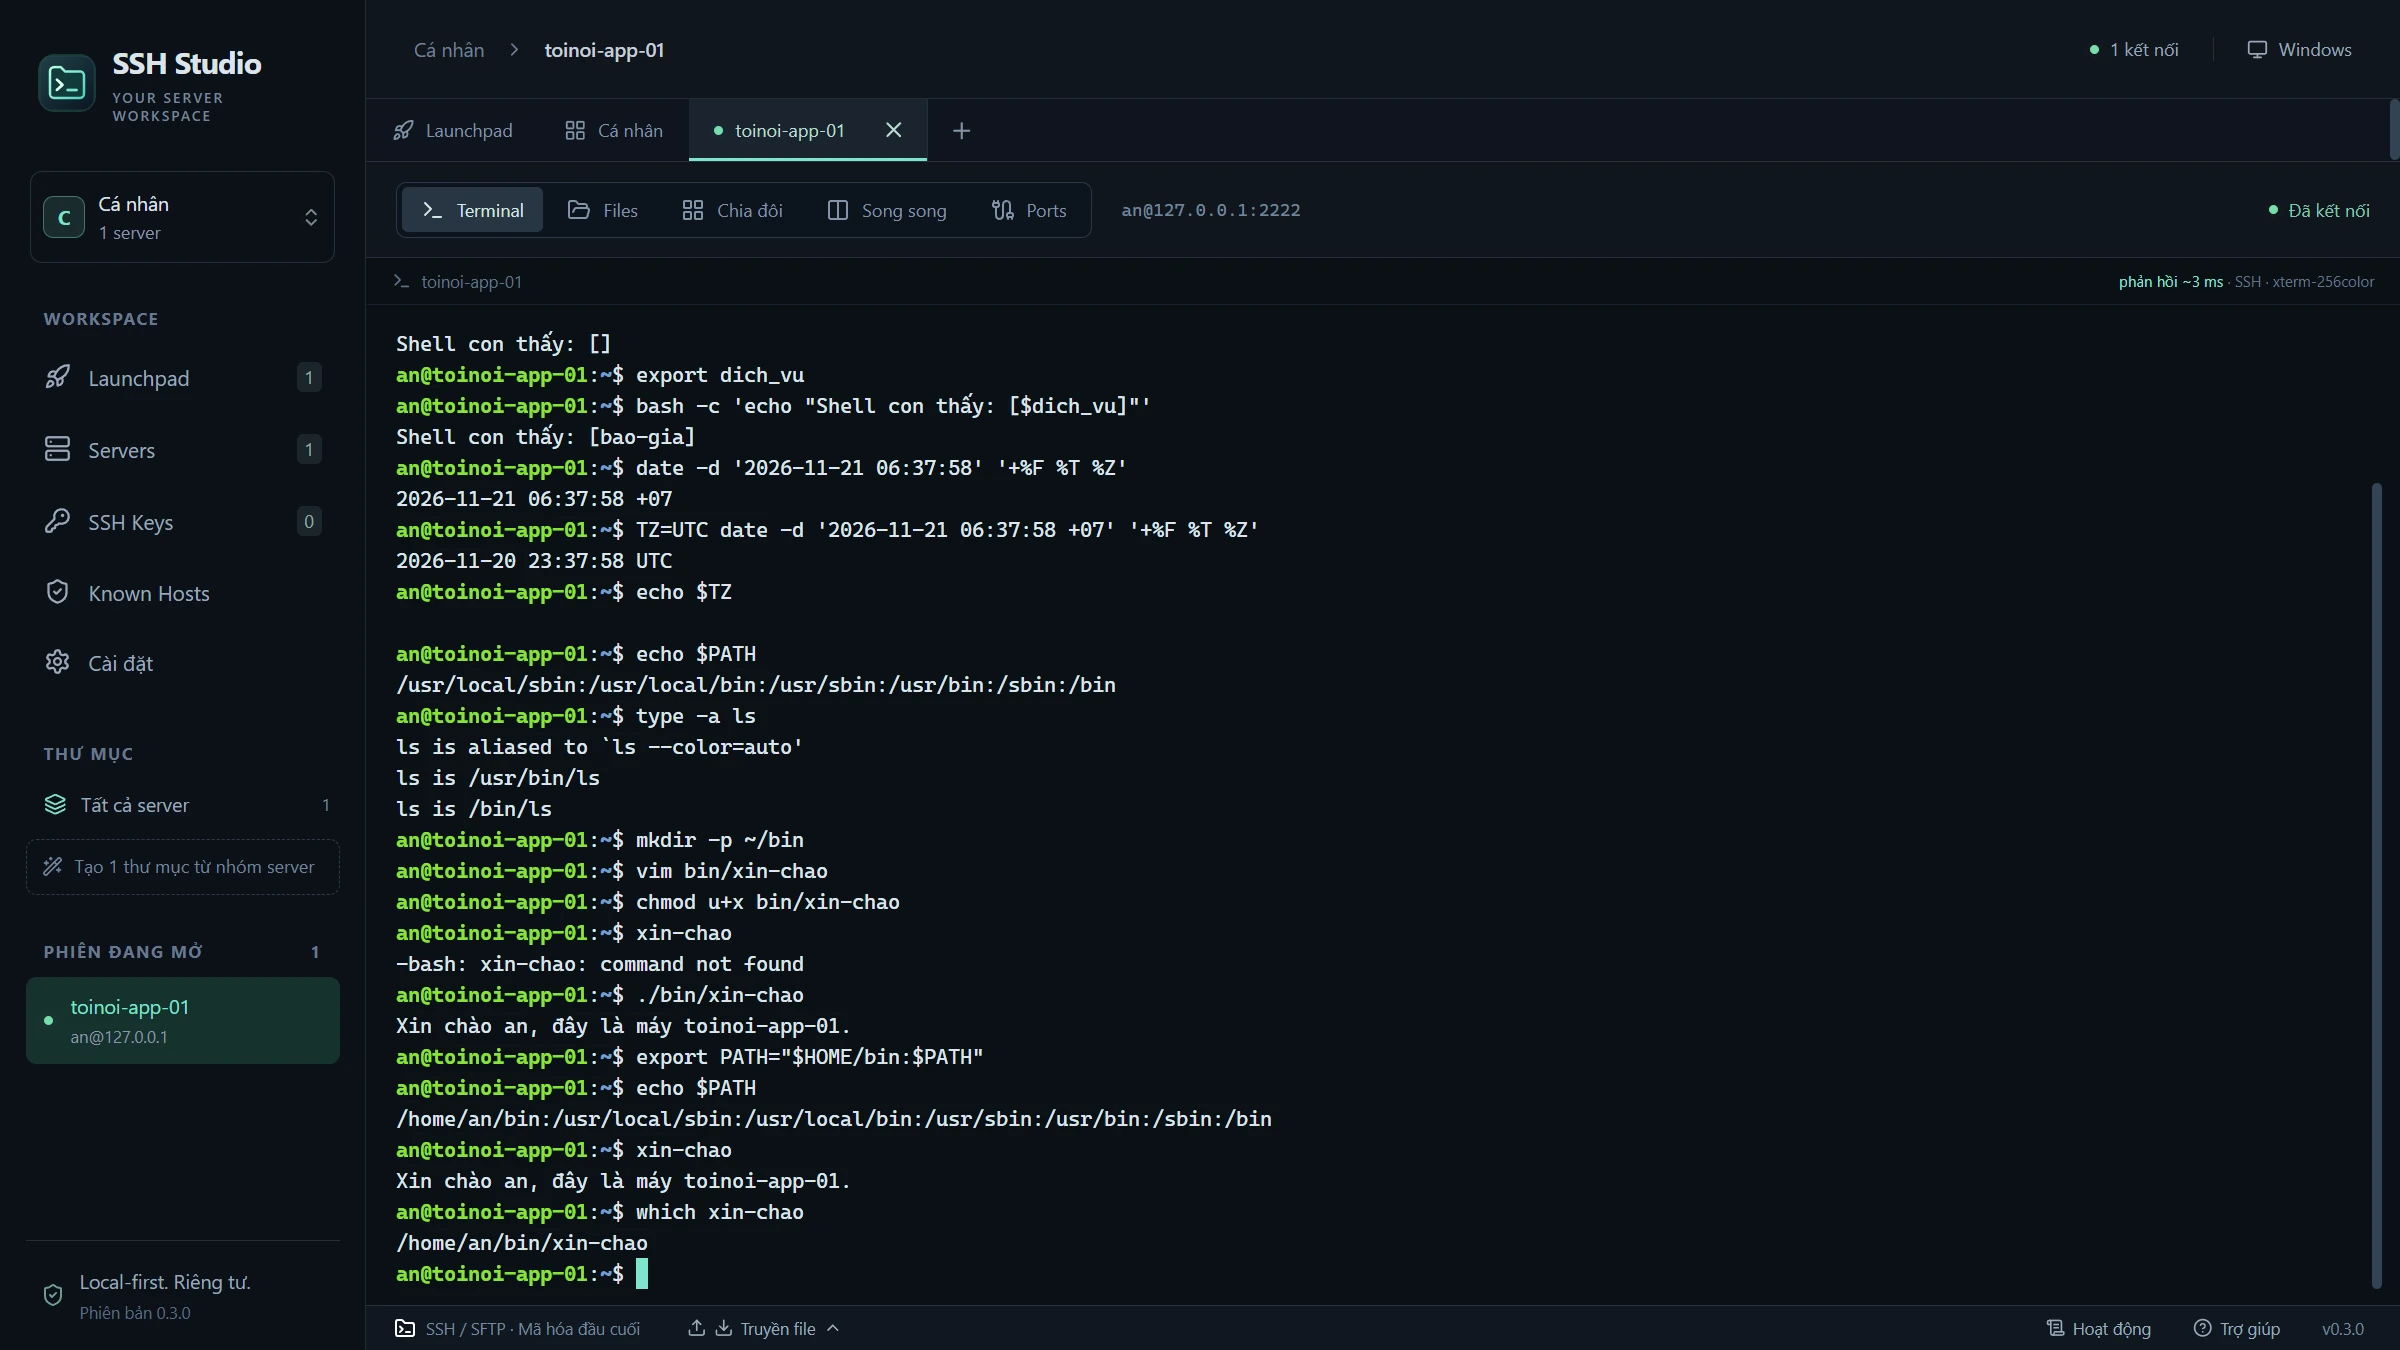 SSH Studio
YOUR SERVER
WORKSPACE
C
Cá nhân
1 server
WORKSPACE
Launchpad 1
Servers 1
SSH Keys 0
Known Hosts
Cài đặt
THƯ MỤC
Tất cả server 1
Tạo 1 thư mục từ nhóm server
PHIÊN ĐANG MỞ 1
toinoi-app-01
an@127.0.0.1
Local-first. Riêng tư.
Phiên bản 0.3.0
Cá nhân > toinoi-app-01
1 kết nối
Windows
Launchpad
Cá nhân
toinoi-app-01
Terminal
Files
Chia đôi
Song song
Ports
an@127.0.0.1:2222
Đã kết nối
toinoi-app-01
phản hồi ~3 ms · SSH · xterm-256color
Shell con thấy: []
an@toinoi-app-01:~$ export dich_vu
an@toinoi-app-01:~$ bash -c 'echo "Shell con thấy: [$dich_vu]"'
Shell con thấy: [bao-gia]
an@toinoi-app-01:~$ date -d '2026-11-21 06:37:58' '+%F %T %Z'
2026-11-21 06:37:58 +07
an@toinoi-app-01:~$ TZ=UTC date -d '2026-11-21 06:37:58 +07' '+%F %T %Z'
2026-11-20 23:37:58 UTC
an@toinoi-app-01:~$ echo $TZ
an@toinoi-app-01:~$ echo $PATH
/usr/local/sbin:/usr/local/bin:/usr/sbin:/usr/bin:/sbin:/bin
an@toinoi-app-01:~$ type -a ls
ls is aliased to `ls --color=auto'
ls is /usr/bin/ls
ls is /bin/ls
an@toinoi-app-01:~$ mkdir -p ~/bin
an@toinoi-app-01:~$ vim bin/xin-chao
an@toinoi-app-01:~$ chmod u+x bin/xin-chao
an@toinoi-app-01:~$ xin-chao
-bash: xin-chao: command not found
an@toinoi-app-01:~$ ./bin/xin-chao
Xin chào an, đây là máy toinoi-app-01.
an@toinoi-app-01:~$ export PATH="$HOME/bin:$PATH"
an@toinoi-app-01:~$ echo $PATH
/home/an/bin:/usr/local/sbin:/usr/local/bin:/usr/sbin:/usr/bin:/sbin:/bin
an@toinoi-app-01:~$ xin-chao
Xin chào an, đây là máy toinoi-app-01.
an@toinoi-app-01:~$ which xin-chao
/home/an/bin/xin-chao
an@toinoi-app-01:~$
SSH / SFTP · Mã hóa đầu cuối
Truyền file
Hoạt động
Trợ giúp
v0.3.0